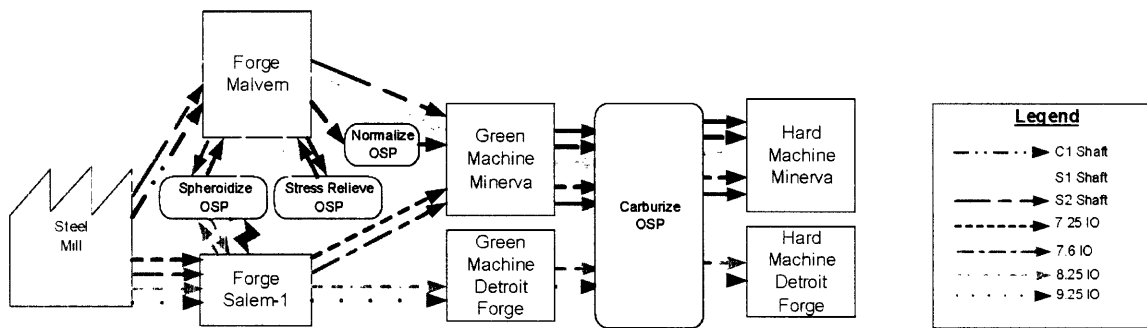 Forge
Malvern
Normalize
OSP
Spheroidize
OSP
Stress Relieve
OSP
Steel
Mill
Forge
Salem-1
Green
Machine
Minerva
Green
Machine
Detroit
Forge
Carburize
OSP
Hard
Machine
Minerva
Hard
Machine
Detroit
Forge
Legend
C1 Shaft
S1 Shaft
S2 Shaft
7.25 IO
7.6 IO
8.25 IO
9.25 IO